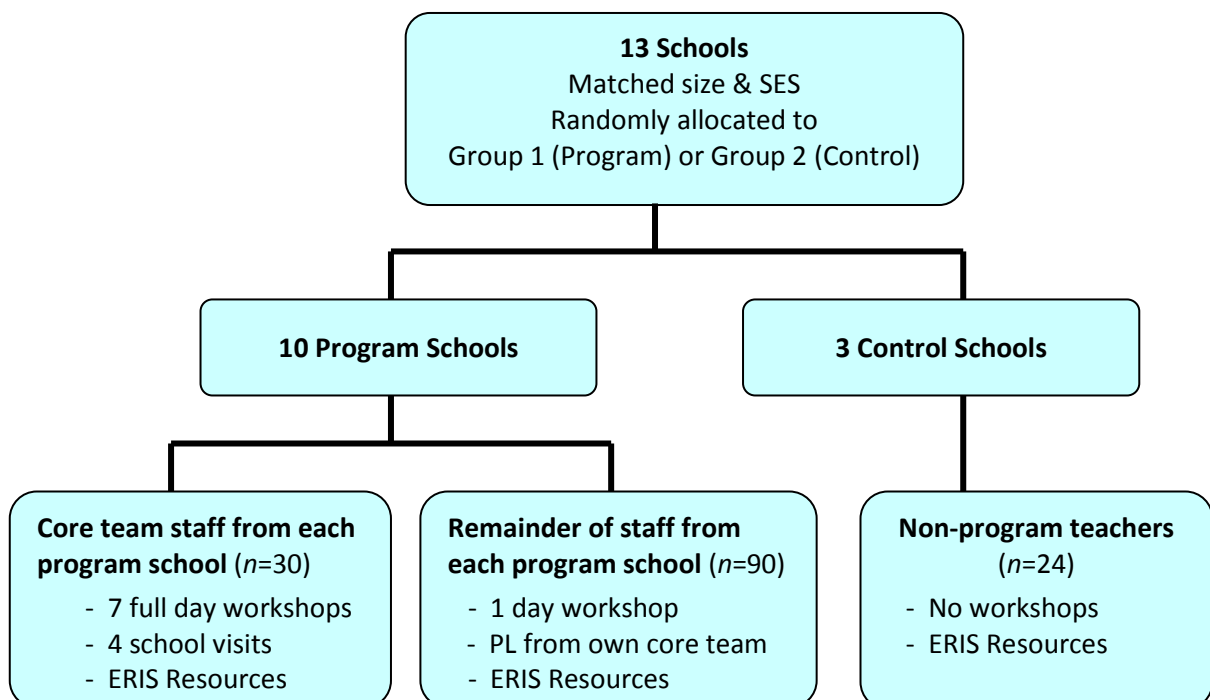 13 Schools
Matched size & SES
Randomly allocated to
Group 1 (Program) or Group 2 (Control)
10 Program Schools
3 Control Schools
Core team staff from each
program school (n=30)
- 7 full day workshops
- 4 school visits
- ERIS Resources
Remainder of staff from
each program school (n=90)
- 1 day workshop
- PL from own core team
- ERIS Resources
Non-program teachers
(n=24)
- No workshops
- ERIS Resources